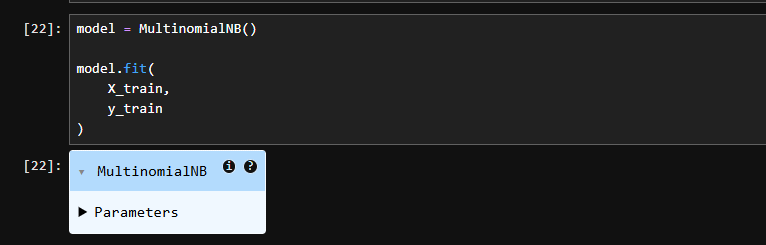 [22]:
model = MultinomialNB()
model.fit(
X_train,
y_train
)
[22]:
▾ MultinomialNB i ?
▶ Parameters